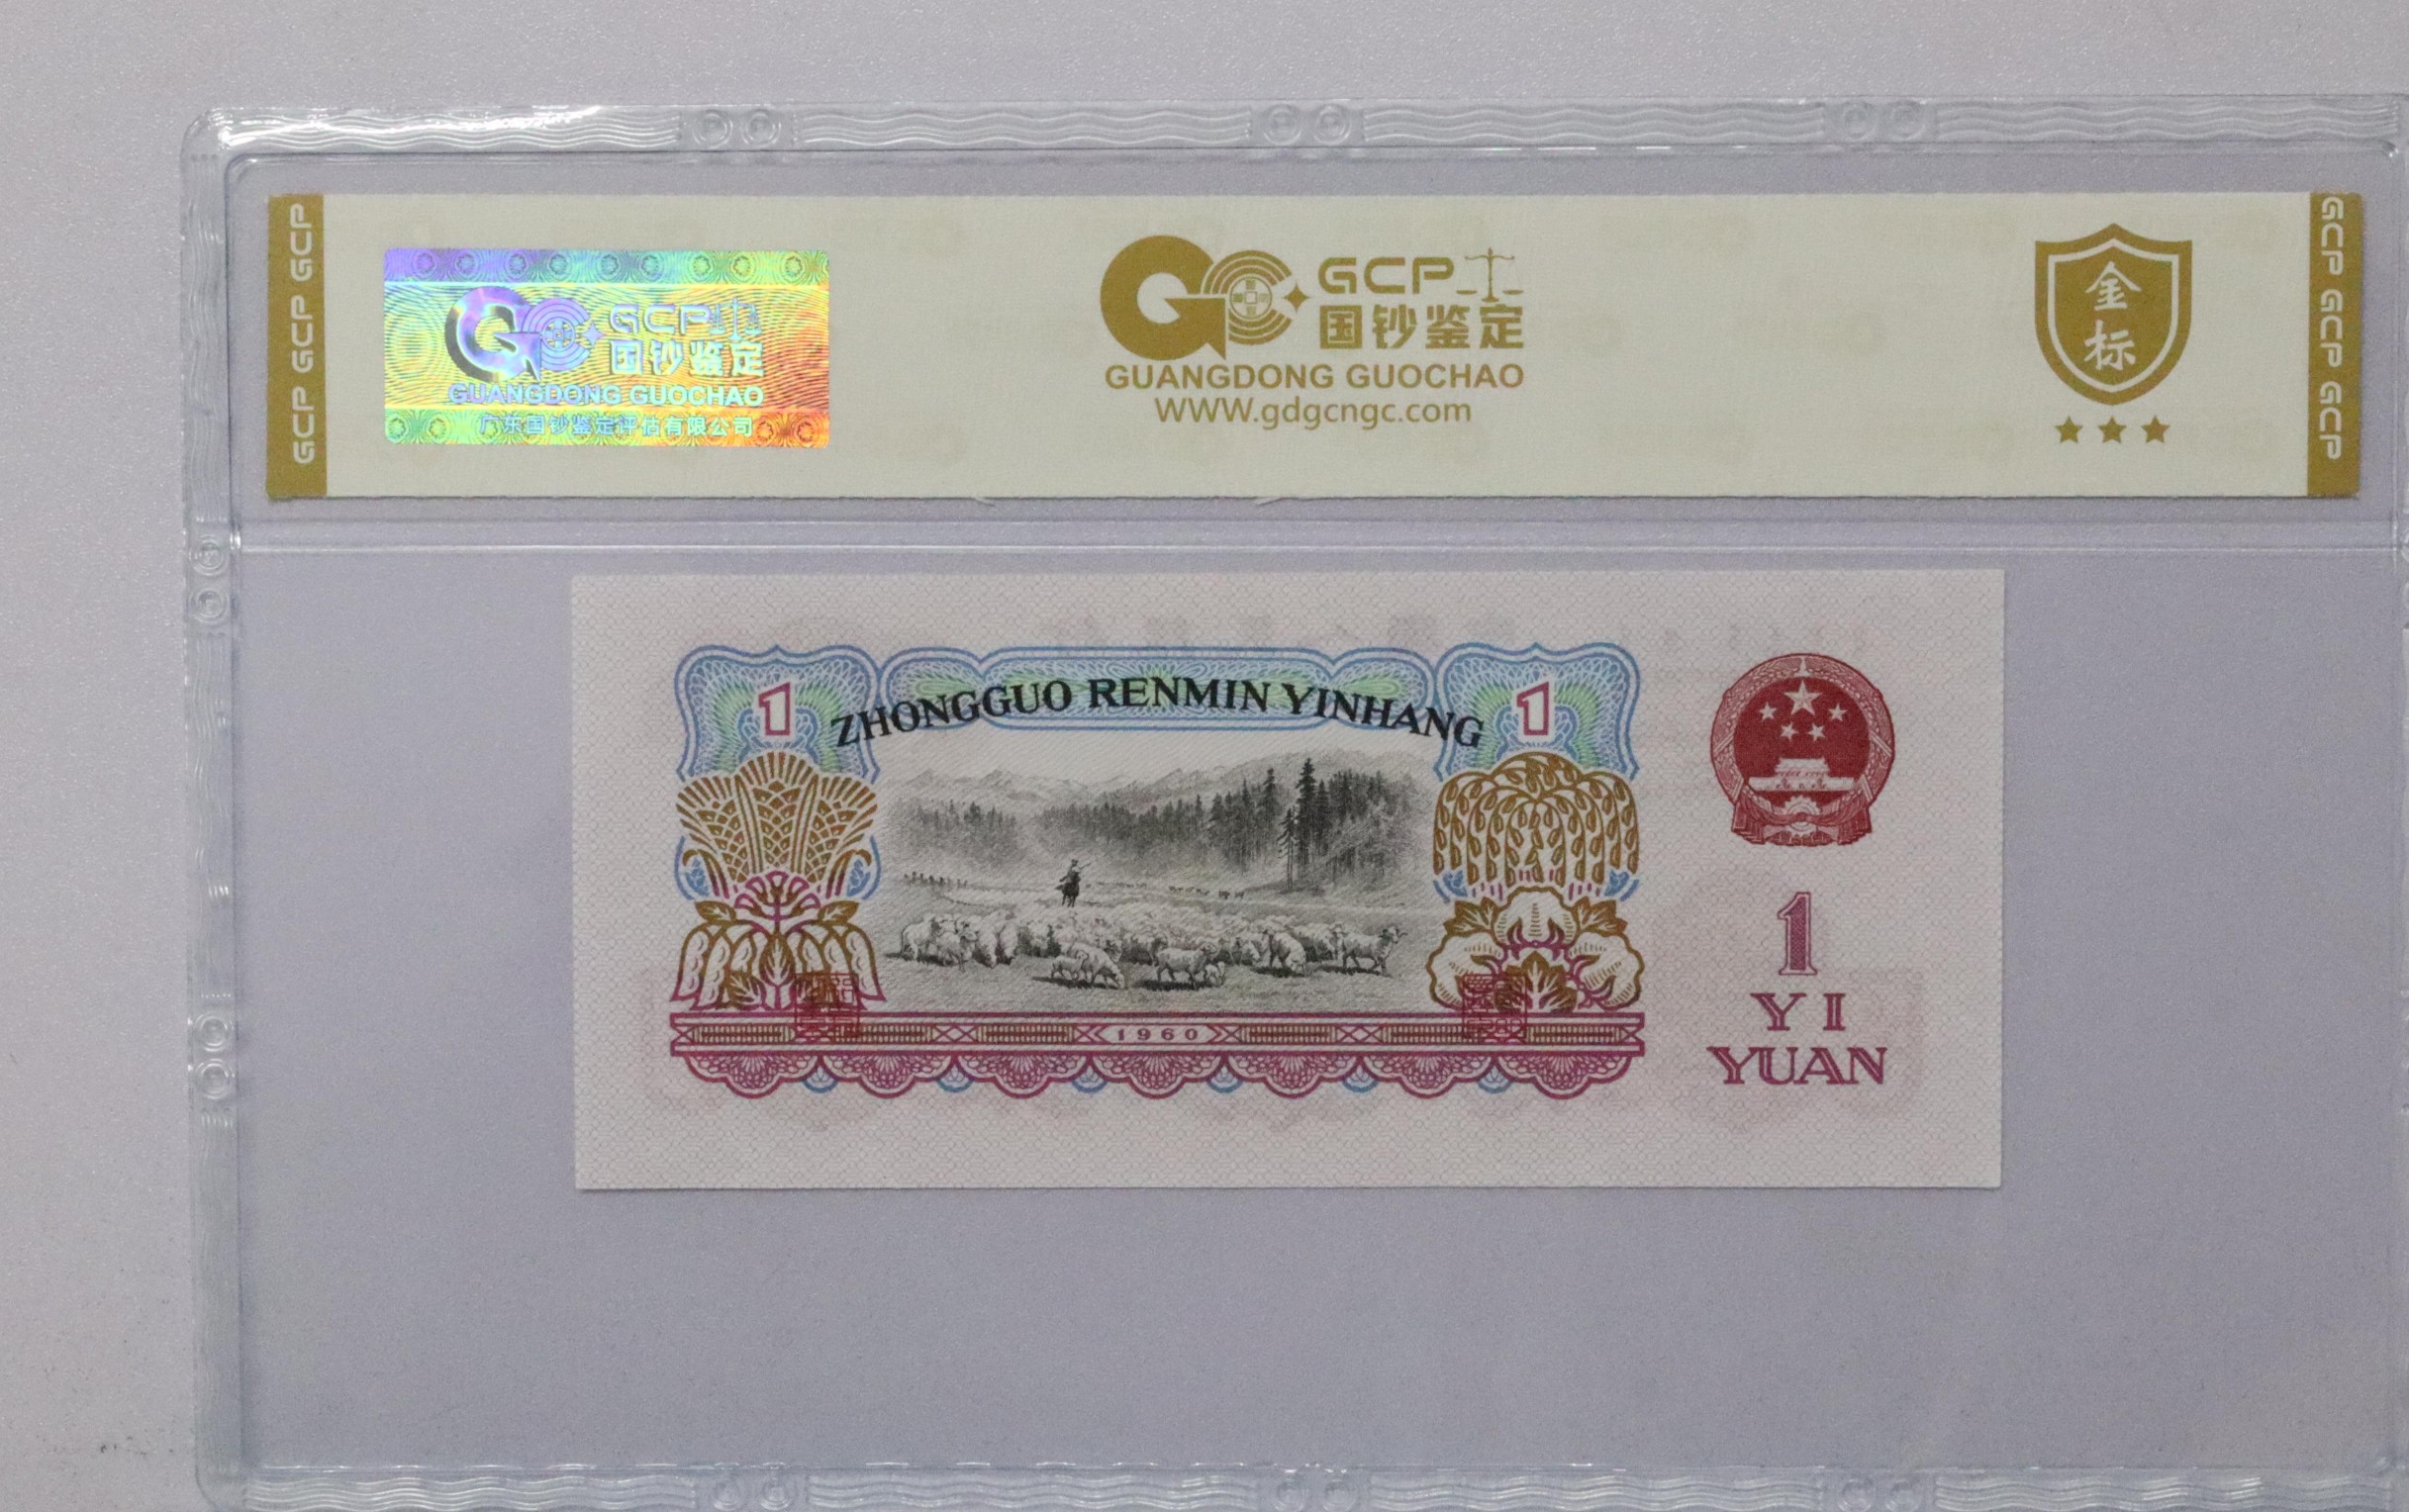 GCP GCP GCP
GCP
国钞鉴定
GUANGDONG GUOCHAO
广东国钞鉴定评估有限公司
GCP
国钞鉴定
GUANGDONG GUOCHAO
WWW.gdgcngc.com
金
标
GCP GCP GCP
1
ZHONGGUO RENMIN YINHANG
1
1960
1
YI
YUAN